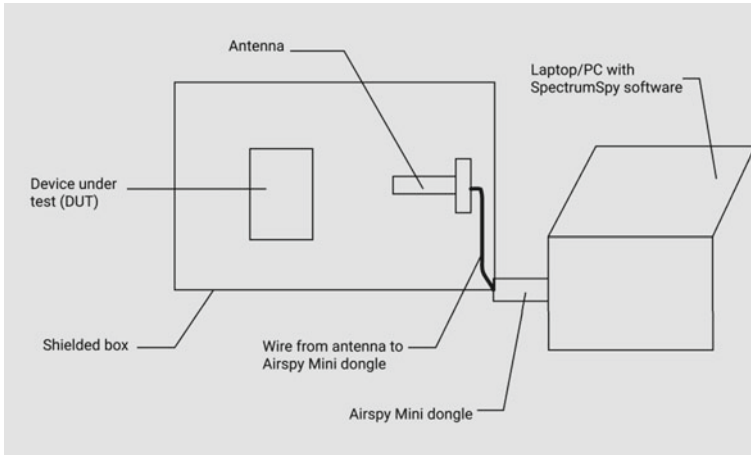 Antenna
Laptop/PC with
SpectrumSpy software
Device under
test (DUT)
Shielded box
Wire from antenna to
Airspy Mini dongle
Airspy Mini dongle